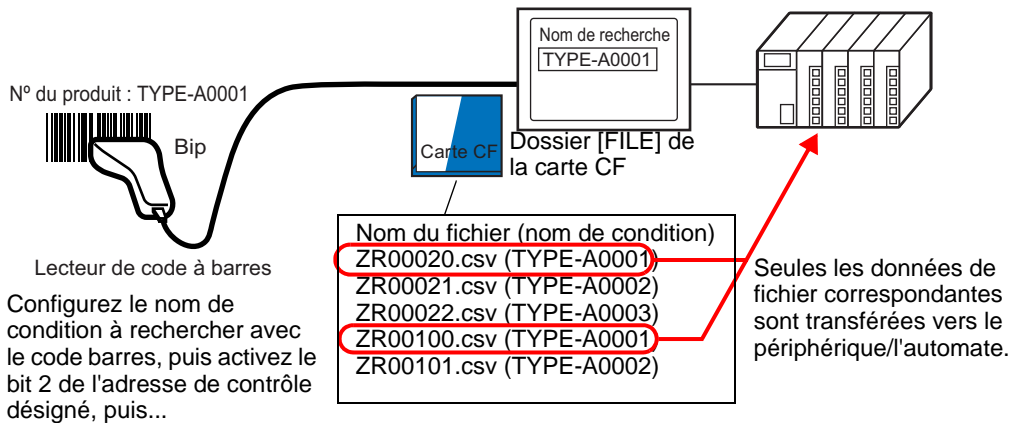 Nom de recherche
TYPE-A0001
Nº du produit : TYPE-A0001
Bip
Carte CF
Dossier [FILE] de
la carte CF
Lecteur de code à barres
Configurez le nom de
condition à rechercher avec
le code barres, puis activez le
bit 2 de l'adresse de contrôle
désigné, puis...
Nom du fichier (nom de condition)
ZR00020.csv (TYPE-A0001)
ZR00021.csv (TYPE-A0002)
ZR00022.csv (TYPE-A0003)
ZR00100.csv (TYPE-A0001
ZR00101.csv (TYPE-A0002)
Seules les données de
fichier correspondantes
sont transférées vers le
périphérique/l'automate.